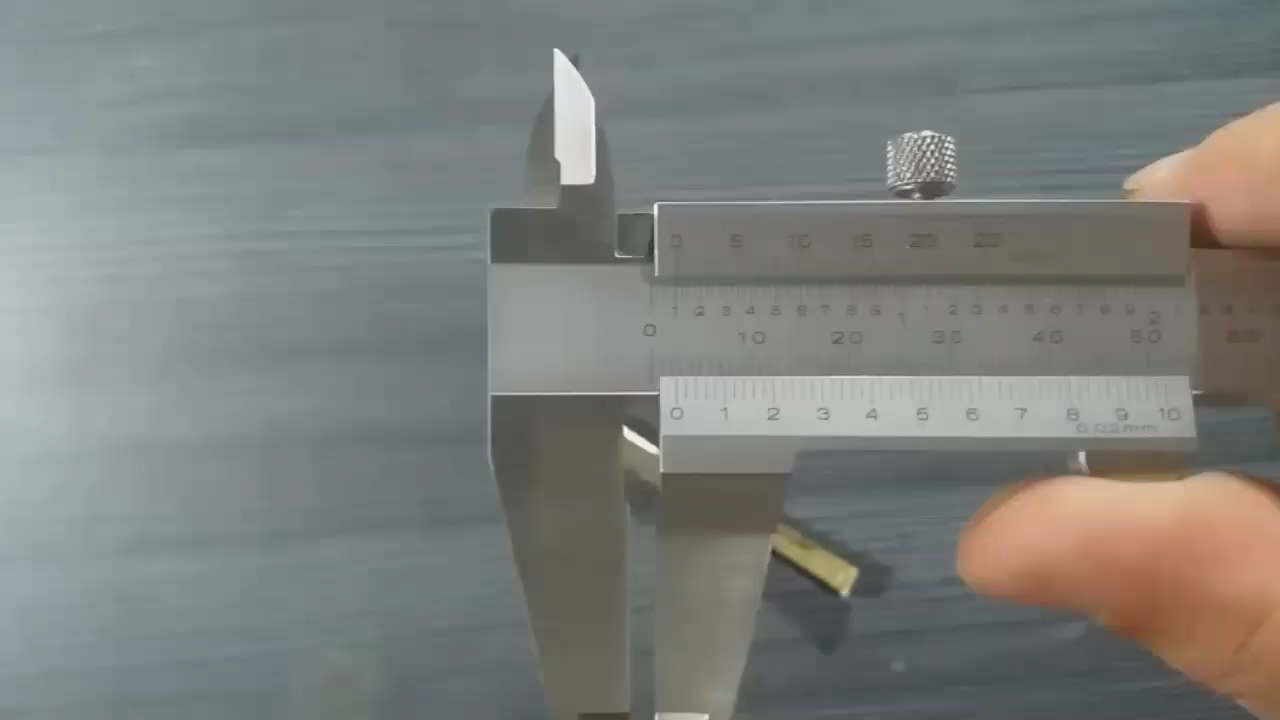 0 5 10 15 20 25
1 2 3 4 5 6 7 8 9 1 2 3 4 5 6 7 8 9 2
0 10 20 30 40 50 60
0 1 2 3 4 5 6 7 8 9 10
0.02mm